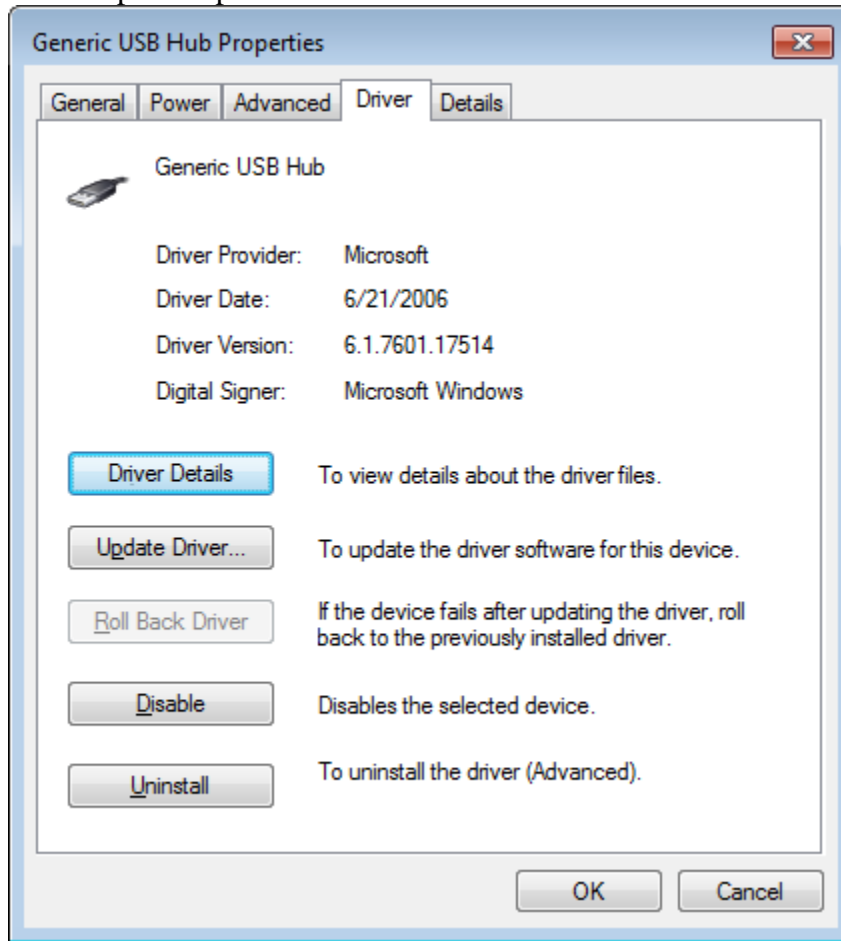 Generic USB Hub Properties
General Power Advanced Driver Details
Generic USB Hub
Driver Provider: Microsoft
Driver Date: 6/21/2006
Driver Version: 6.1.7601.17514
Digital Signer: Microsoft Windows
Driver Details To view details about the driver files.
Update Driver... To update the driver software for this device.
Roll Back Driver If the device fails after updating the driver, roll
back to the previously installed driver.
Disable Disables the selected device.
Uninstall To uninstall the driver (Advanced).
OK Cancel